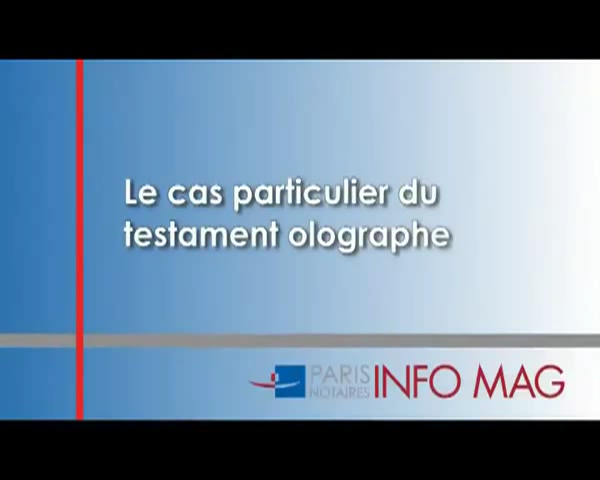 Le cas particulier du
testament olographe
PARIS
NOTAIRES
INFO MAG